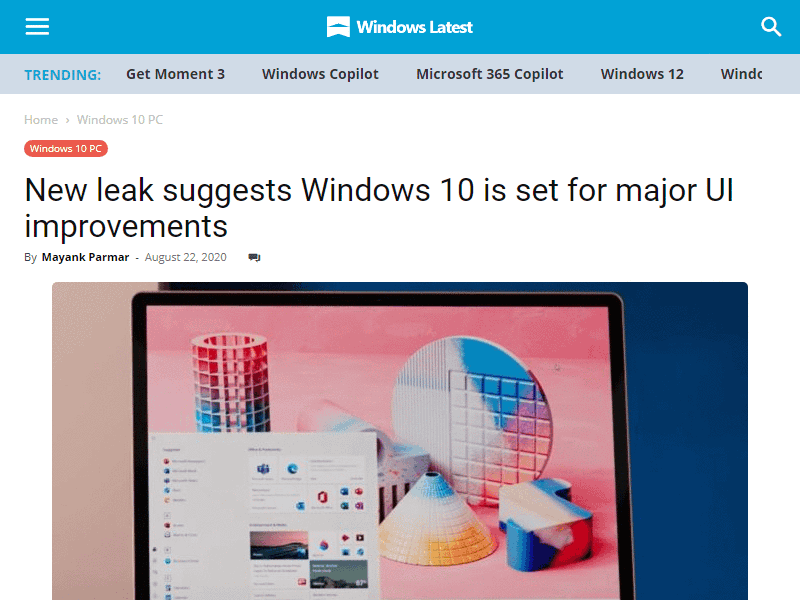 Windows Latest
TRENDING: Get Moment 3 Windows Copilot Microsoft 365 Copilot Windows 12 Windc
Home › Windows 10 PC
Windows 10 PC
New leak suggests Windows 10 is set for major UI
improvements
By Mayank Parmar - August 22, 2020